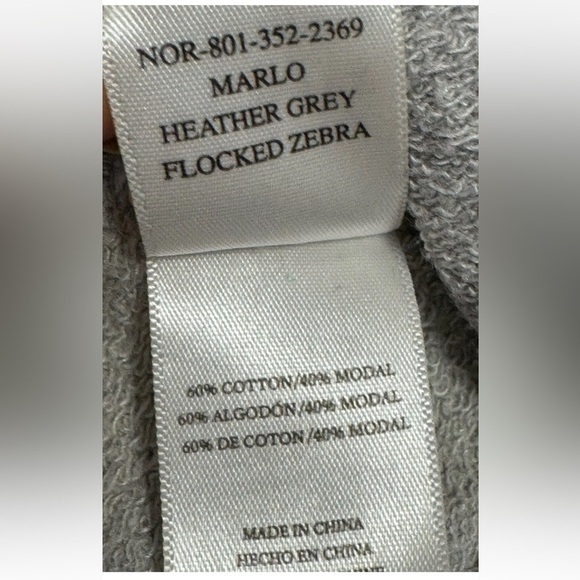 NOR-801-352-2369
MARLO
HEATHER GREY
FLOCKED ZEBRA
60% COTTON/40% MODAL
60% ALGODÓN/40% MODAL
60% DE COTON/40% MODAL
MADE IN CHINA
HECHO EN CHINA